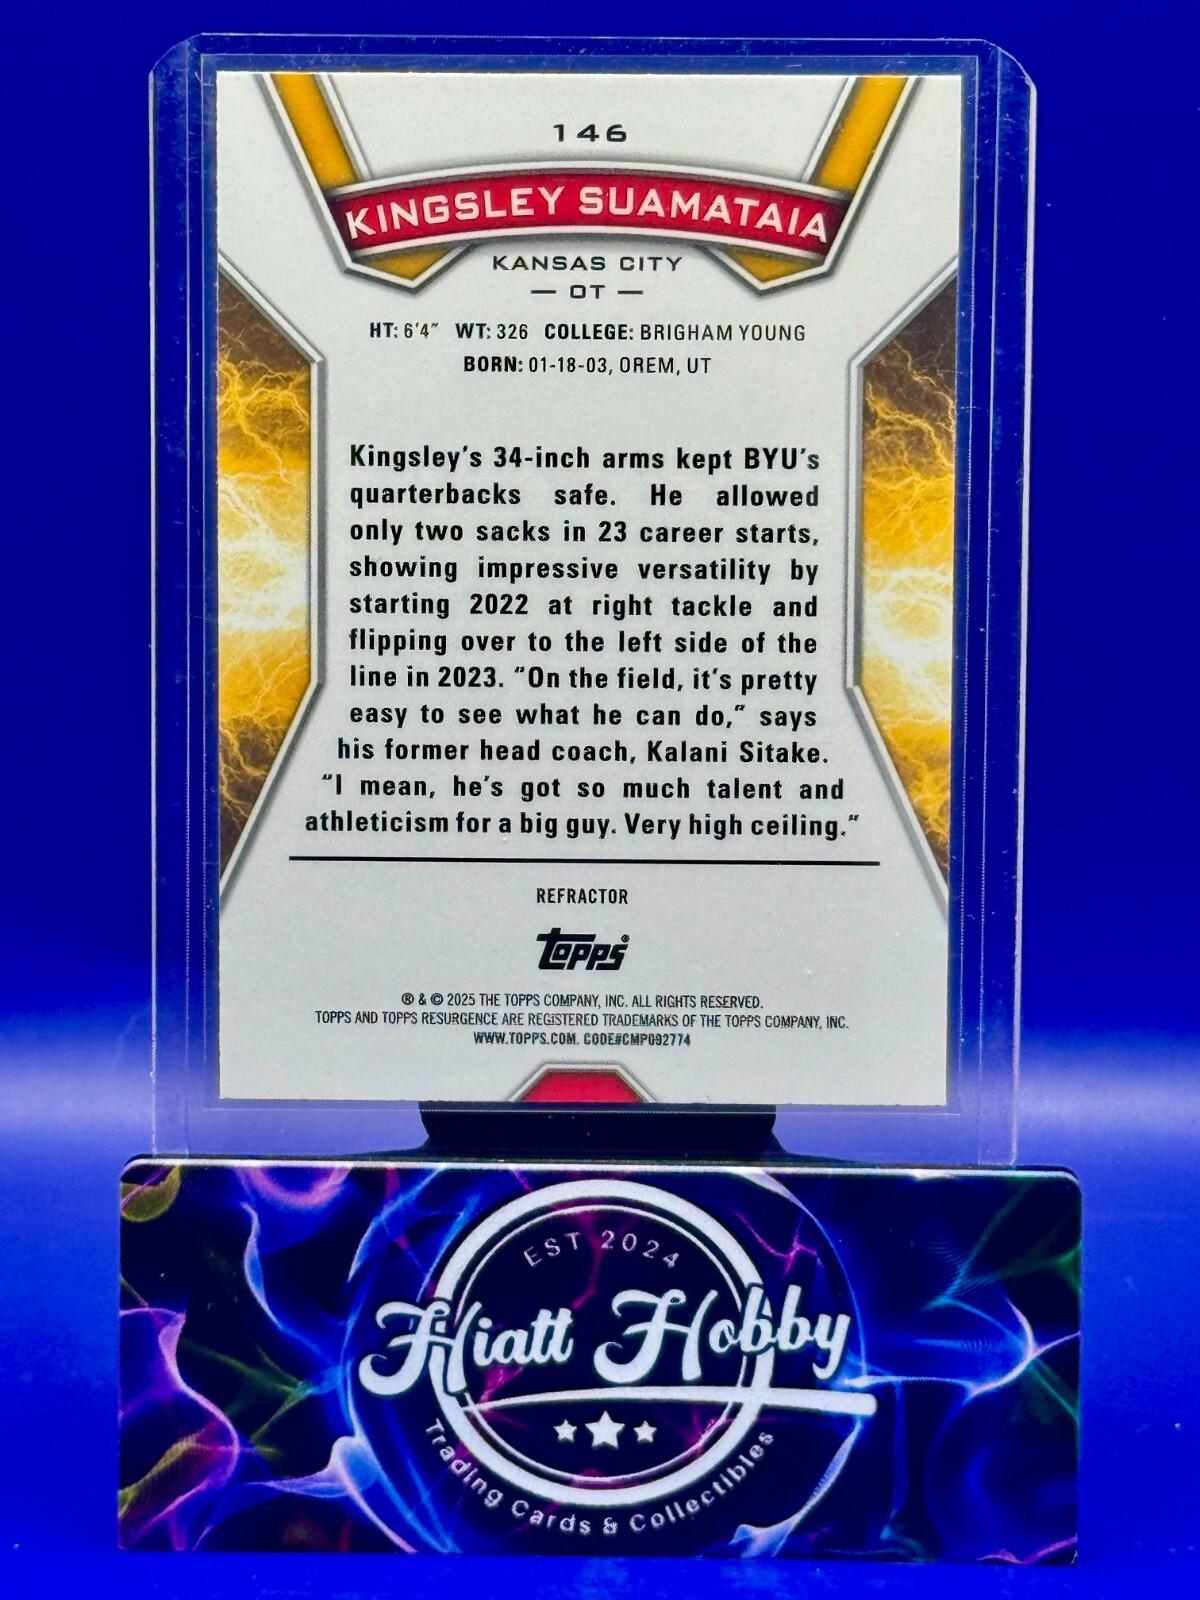 146
KINGSLEY SUAMATAIA
KANSAS CITY
— OT —
HT: 6'4" WT: 326 COLLEGE: BRIGHAM YOUNG
BORN: 01-18-03, OREM, UT
Kingsley's 34-inch arms kept BYU's
quarterbacks safe. He allowed
only two sacks in 23 career starts,
showing impressive versatility by
starting 2022 at right tackle and
flipping over to the left side of the
line in 2023. "On the field, it's pretty
easy to see what he can do," says
his former head coach, Kalani Sitake.
"I mean, he's got so much talent and
athleticism for a big guy. Very high ceiling."
REFRACTOR
Topps®
® & © 2025 THE TOPPS COMPANY, INC. ALL RIGHTS RESERVED.
TOPPS AND TOPPS RESURGENCE ARE REGISTERED TRADEMARKS OF THE TOPPS COMPANY, INC.
WWW.TOPPS.COM. CODE#CMP092774
EST 2024
Hiatt Hobby
Trading Cards & Collectibles